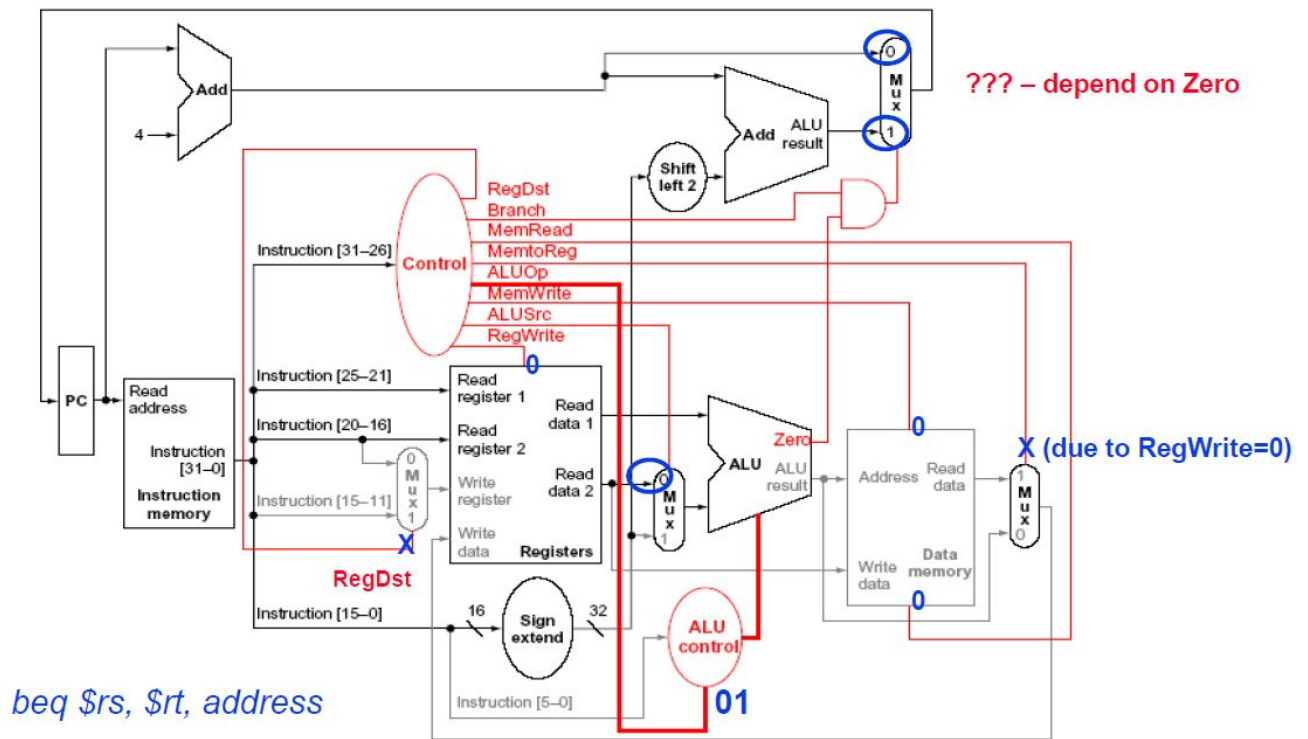 Add
4
Add
ALU
result
0
M
u
x
1
??? – depend on Zero
Shift
left 2
RegDst
Branch
MemRead
MemtoReg
ALUOp
MemWrite
ALUSrc
RegWrite
Control
Instruction [31–26]
0
PC
Read
address
Instruction
[31–0]
Instruction
memory
Instruction [25–21]
Instruction [20–16]
Instruction [15–11]
0
M
u
x
1
X
RegDst
Read
register 1
Read
register 2
Write
register
Write
data
Read
data 1
Read
data 2
Registers
0
M
u
x
1
Zero
ALU
ALU
result
0
Address
Read
data
Write
data
Data
memory
0
X (due to RegWrite=0)
1
M
u
x
0
Instruction [15–0]
16
Sign
extend
32
ALU
control
Instruction [5–0]
01
beq $rs, $rt, address